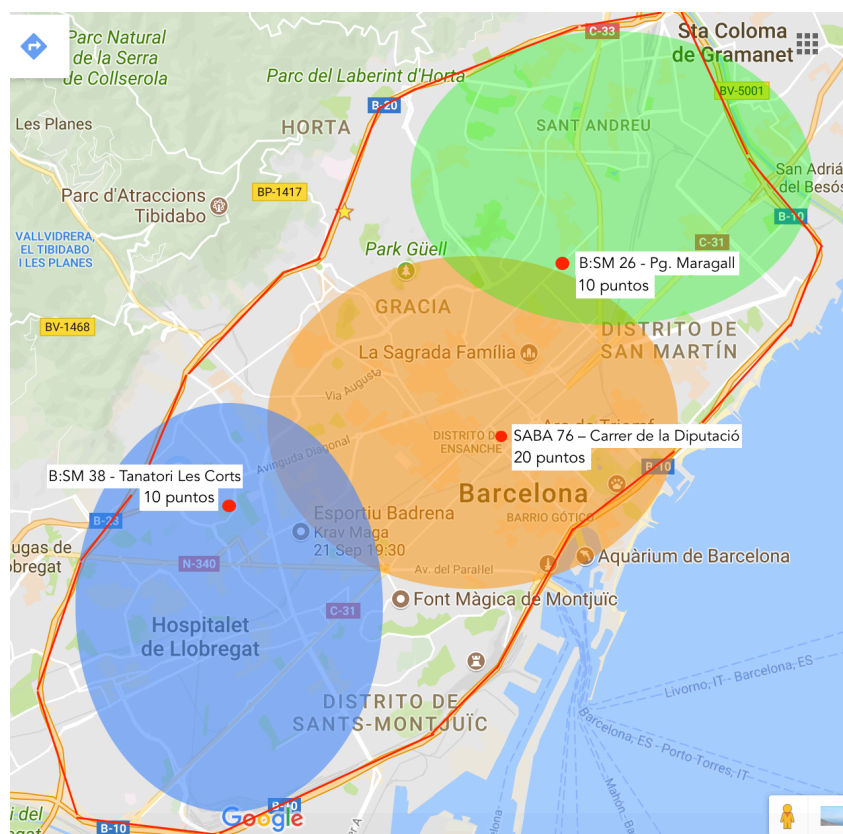 Parc Natural
de la Serra
de Collserola
C-33
Sta Coloma
de Gramanet
Parc del Laberint d'Horta
B-20
BV-5001
Les Planes
HORTA
SANT ANDREU
San Adriá
del Besós
BP-1417
Parc d'Atraccions
Tibidabo
B-10
VALLVIDRERA,
EL TIBIDABO
I LES PLANES
C-31
Park Güell
B:SM 26 - Pg. Maragall
10 puntos
GRACIA
BV-1468
DISTRITO DE
SAN MARTÍN
La Sagrada Família
Via Augusta
SABA 76 – Carrer de la Diputació
20 puntos
DISTRITO
ENSANCHE
Avinguda Diagonal
B:SM 38 - Tanatori Les Corts
10 puntos
B-10
Barcelona
BARRIO GÓTICO
Esportiu Badrena
Krav Maga
21 Sep 19:30
B-23
N-340
Av. del Paral·lel
Aquàrium de Barcelona
Font Màgica de Montjuïc
C-31
Hospitalet
de Llobregat
DISTRITO DE
SANTS-MONTJUÏC
Livorno, IT - Barcelona, ES
Barcelona, ES - Porto Torres, IT
Google
B-10